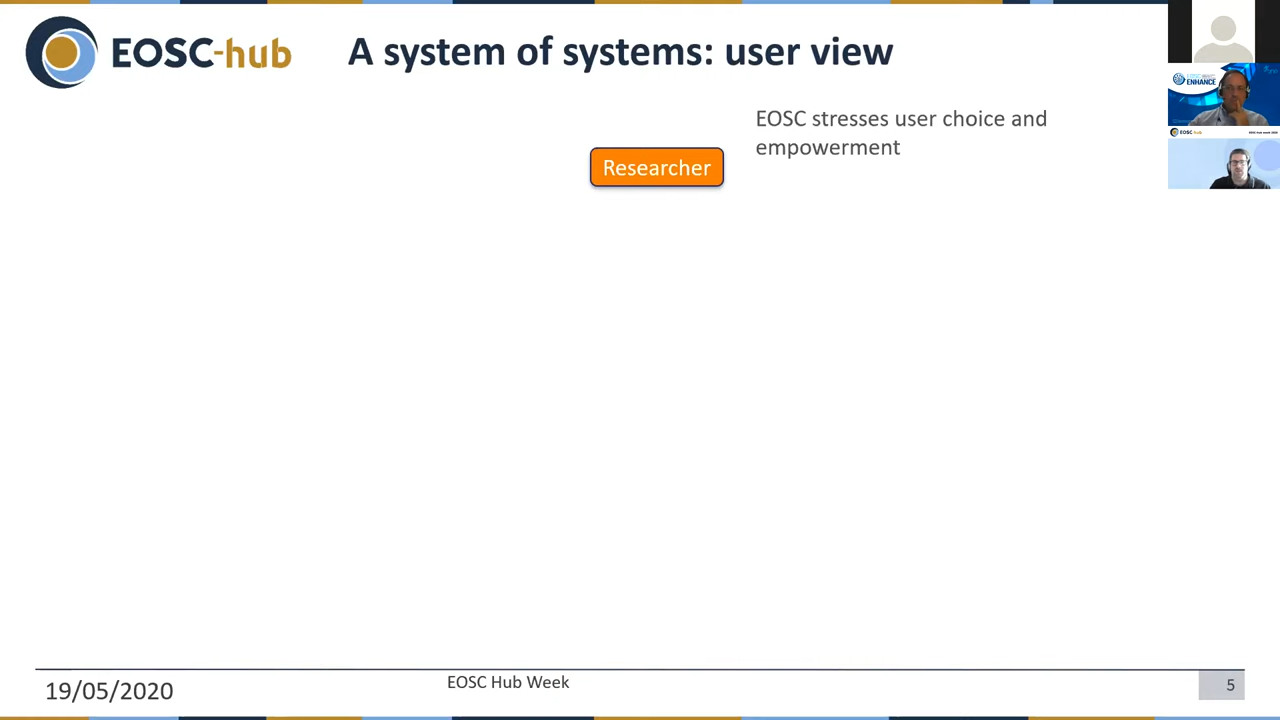 EOSC-hub
A system of systems: user view
EOSC stresses user choice and
empowerment
Researcher
ENHANCE
19/05/2020
EOSC Hub Week
5